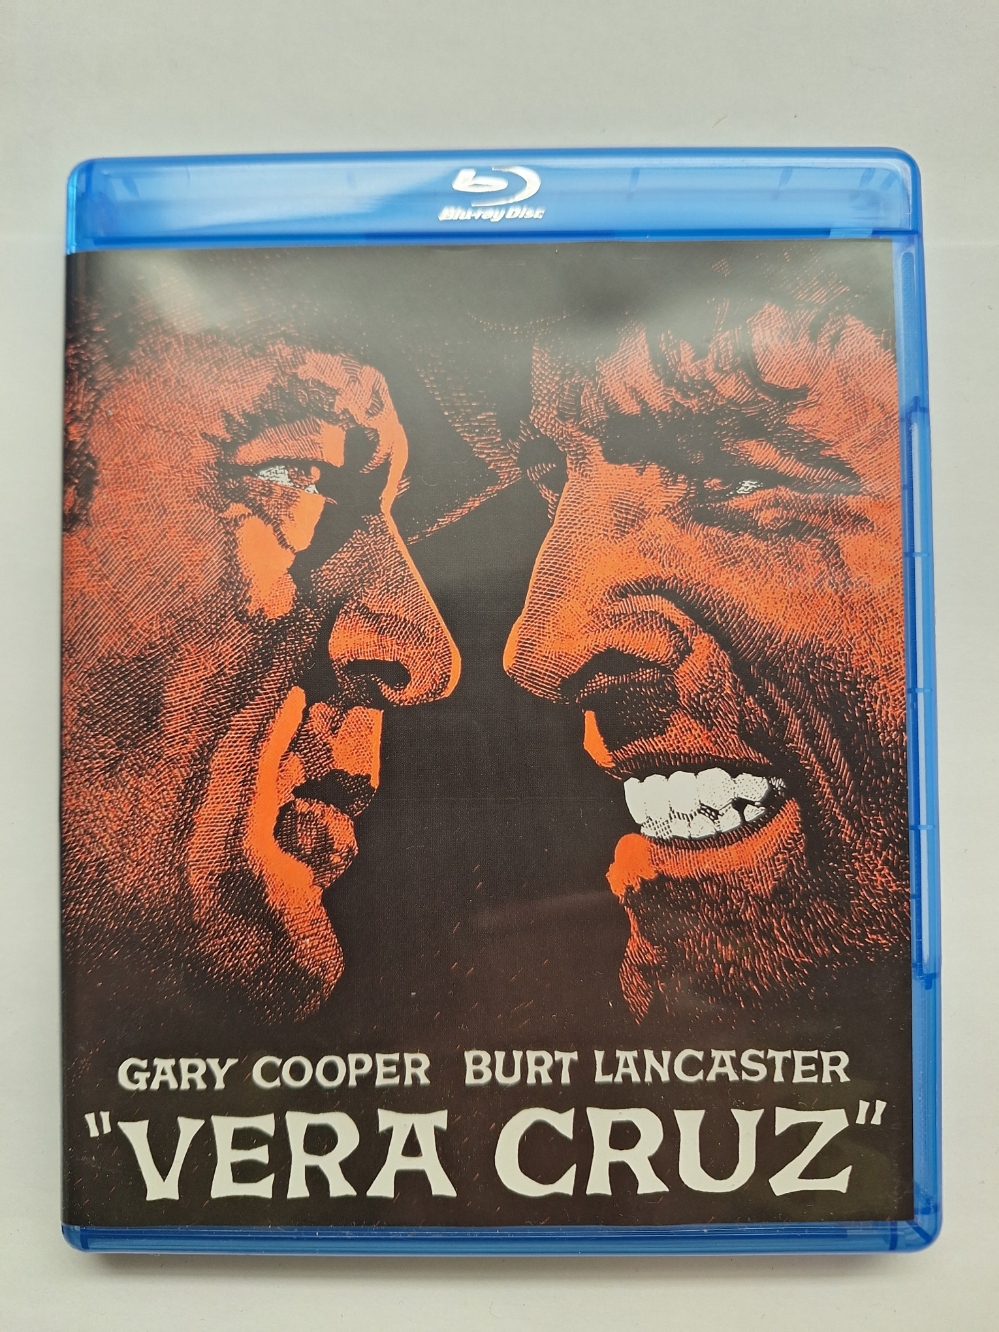 Blu-ray Disc
GARY COOPER BURT LANCASTER
"VERA CRUZ"